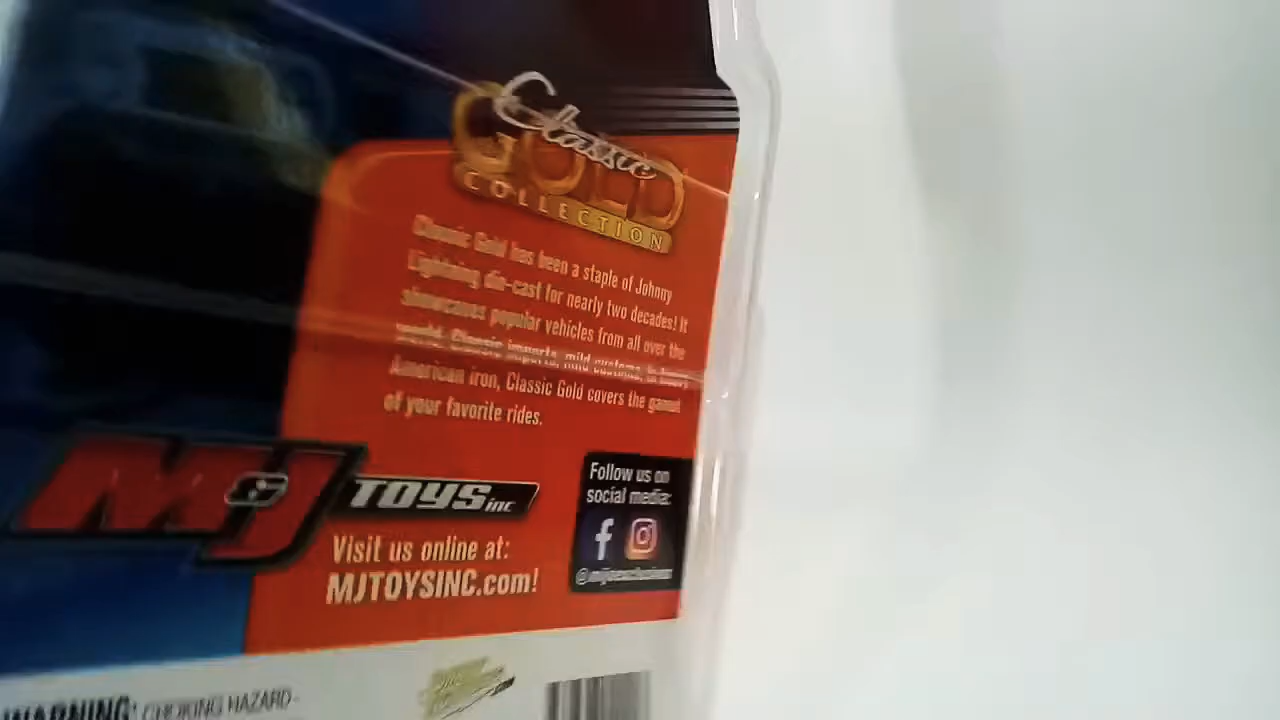 Classic
GOLD
COLLECTION
Classic Gold has been a staple of Johnny
Lightning die-cast for nearly two decades! It
showcases popular vehicles from all over the
world. Classic imports, mild customs, to heavy
American iron, Classic Gold covers the gamut
of your favorite rides.
M&J TOYS inc
Visit us online at:
MJTOYSINC.com!
Follow us on
social media:
WARNING: CHOKING HAZARD-